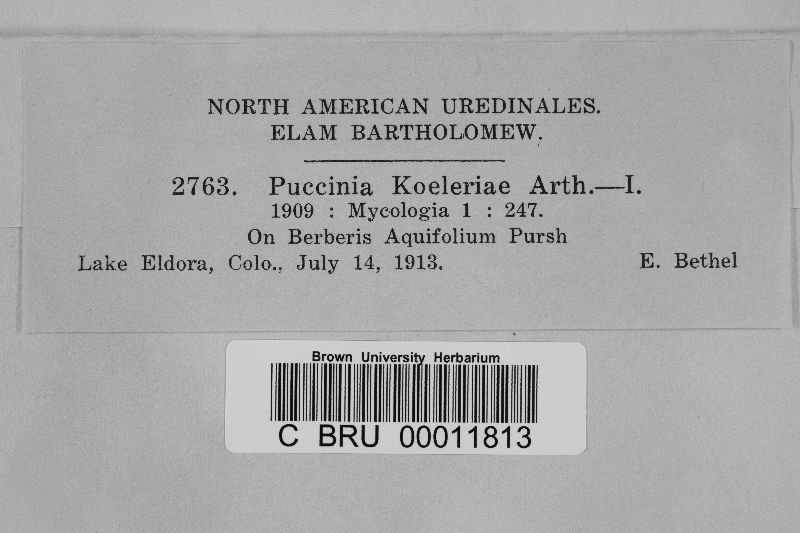 NORTH AMERICAN UREDINALES.
ELAM BARTHOLOMEW.
2763. Puccinia Koeleriae Arth.—I.
1909 : Mycologia 1 : 247.
On Berberis Aquifolium Pursh
Lake Eldora, Colo., July 14, 1913. E. Bethel
Brown University Herbarium
C BRU 00011813